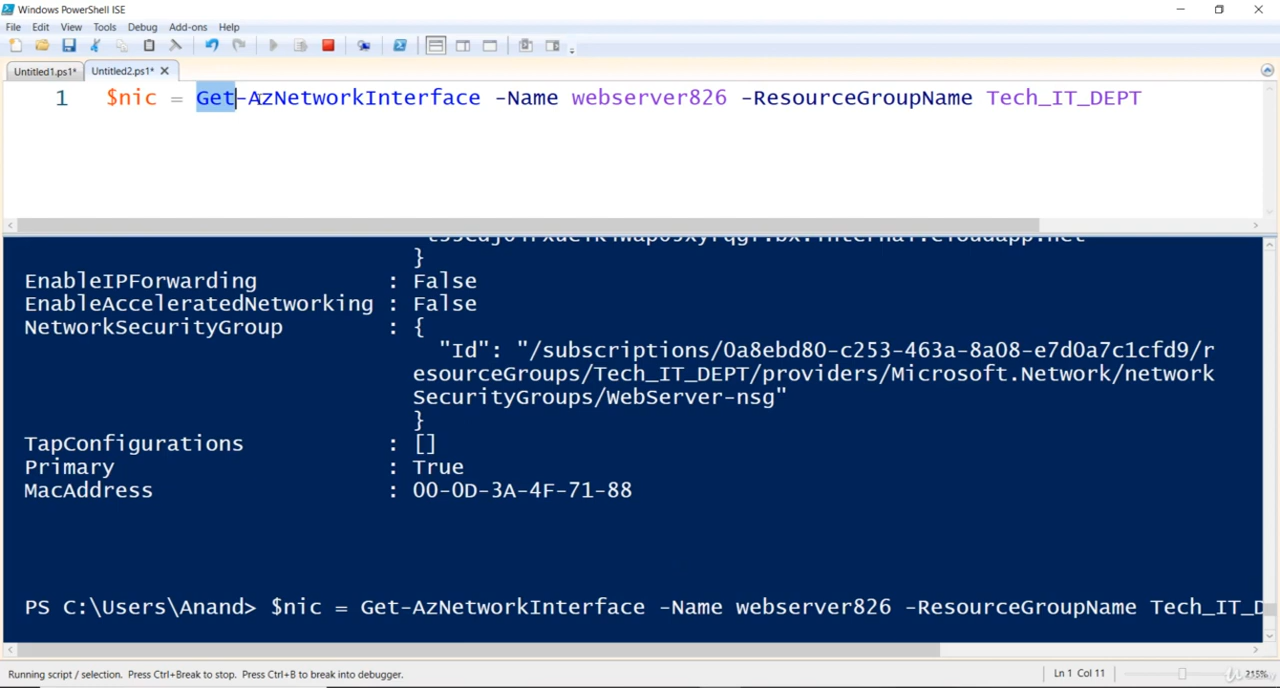 Windows PowerShell ISE
File Edit View Tools Debug Add-ons Help
Untitled1.ps1* Untitled2.ps1*
1 $nic = Get-AzNetworkInterface -Name webserver826 -ResourceGroupName Tech_IT_DEPT
}
EnableIPForwarding : False
EnableAcceleratedNetworking : False
NetworkSecurityGroup : {
"Id": "/subscriptions/0a8ebd80-c253-463a-8a08-e7d0a7c1cfd9/r
esourceGroups/Tech_IT_DEPT/providers/Microsoft.Network/network
SecurityGroups/WebServer-nsg"
}
TapConfigurations : []
Primary : True
MacAddress : 00-0D-3A-4F-71-88
PS C:\Users\Anand> $nic = Get-AzNetworkInterface -Name webserver826 -ResourceGroupName Tech_IT_D
Running script / selection. Press Ctrl+Break to stop. Press Ctrl+B to break into debugger. Ln 1 Col 11 215%